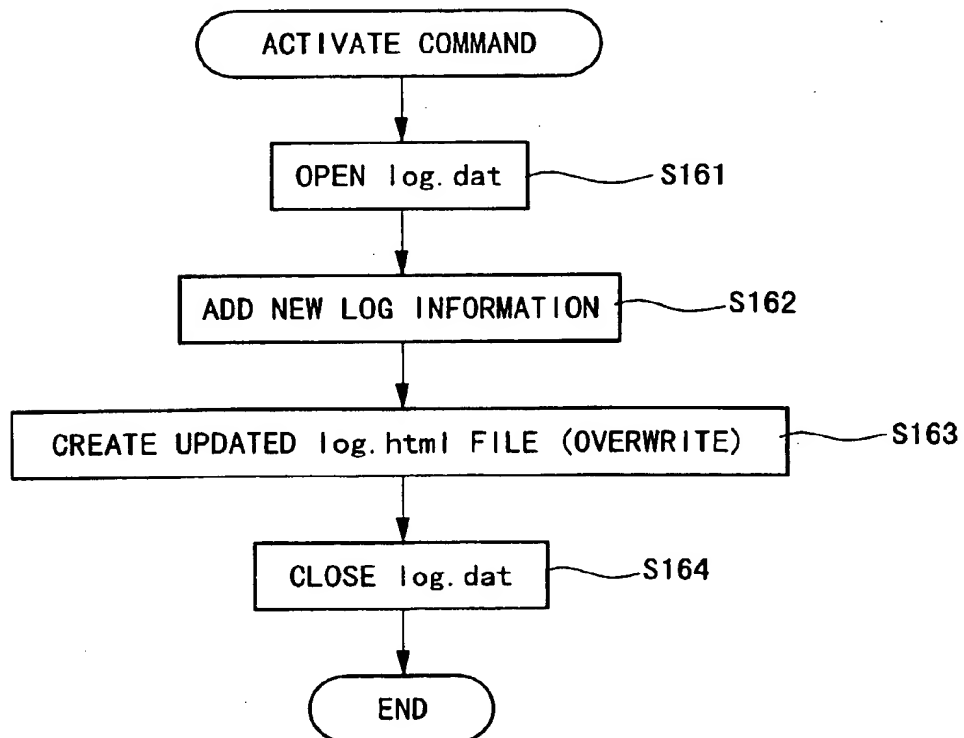 ACTIVATE COMMAND
OPEN log.dat
S161
ADD NEW LOG INFORMATION
S162
CREATE UPDATED log.html FILE (OVERWRITE)
S163
CLOSE log.dat
S164
END